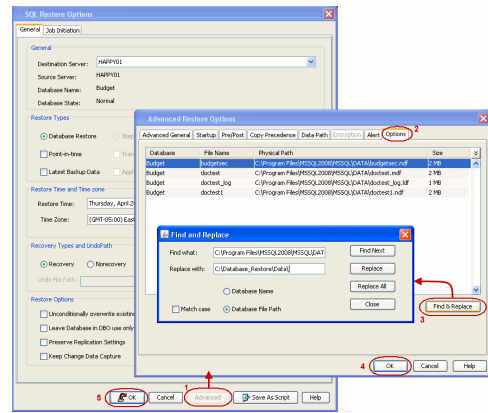 SQL Restore Options
General Job Initiation
General
Destination Server: HAPPY01
Source Server: HAPPY01
Database Name: Budget
Database State: Normal
Restore Types
Database Restore Step
Point-in-time Tran
Latest Backup Data Appl
Restore Time and Time zone
Restore Time: Thursday, April 2
Time Zone: (GMT-05:00) East
Recovery Types and UndoPath
Recovery Nonrecovery
Undo File Path:
Restore Options
Unconditionally overwrite existin
Leave Database in DBO use only
Preserve Replication Settings
Keep Change Data Capture
5 OK Cancel 1 Advanced Save As Script Help
Advanced Restore Options
Advanced General Startup Pre/Post Copy Precedence Data Path Encryption Alert Options 2
Database File Name Physical Path Size
Budget budgetsec C:\Program Files\MSSQL2008\MSSQL\DATA\budgetsec.ndf 2 MB
Budget doctest C:\Program Files\MSSQL2008\MSSQL\DATA\doctest.mdf 2 MB
Budget doctest_log C:\Program Files\MSSQL2008\MSSQL\DATA\doctest_log.ldf 1 MB
Budget doctest1 C:\Program Files\MSSQL2008\MSSQL\DATA\doctest1.ndf 2 MB
Find and Replace
Find what: C:\Program Files\MSSQL2008\MSSQL\DAT Find Next
Replace with: C:\Database_Restore\Data\ Replace
Database Name Replace All
Match case Database File Path Close
Find & Replace
3
4 OK Cancel Help